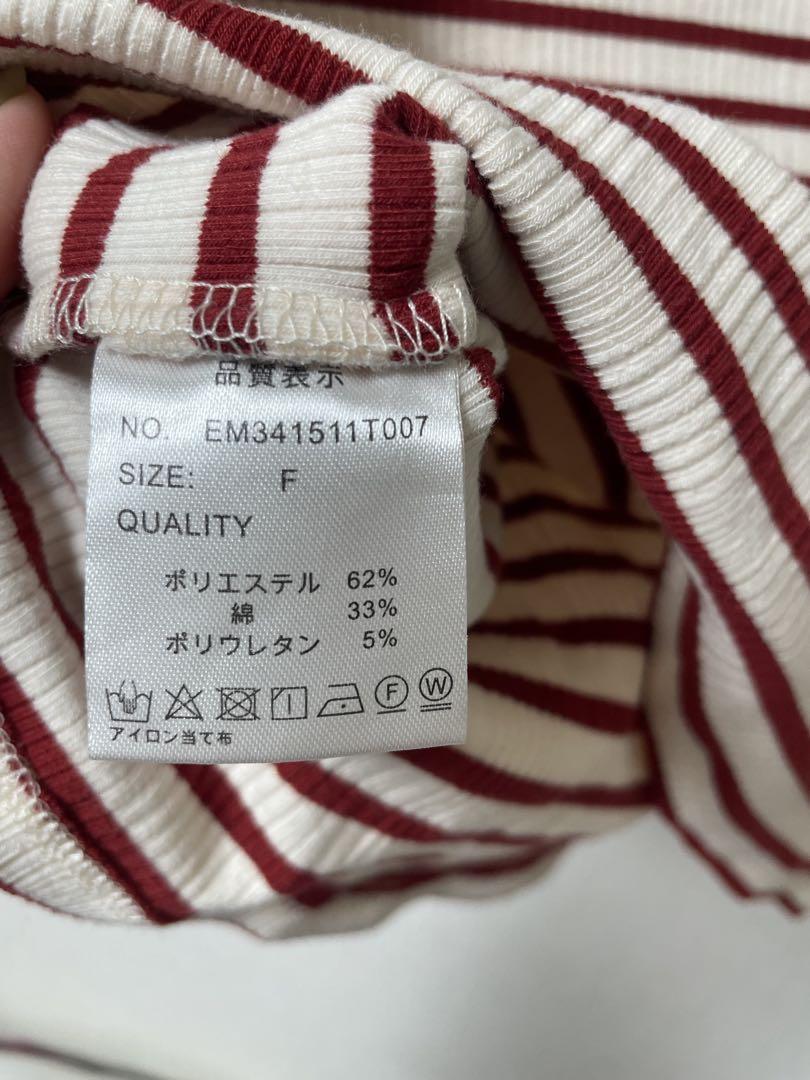 品質表示
NO. EM341511T007
SIZE: F
QUALITY
ポリエステル 62%
綿 33%
ポリウレタン 5%
F W
アイロン当て布